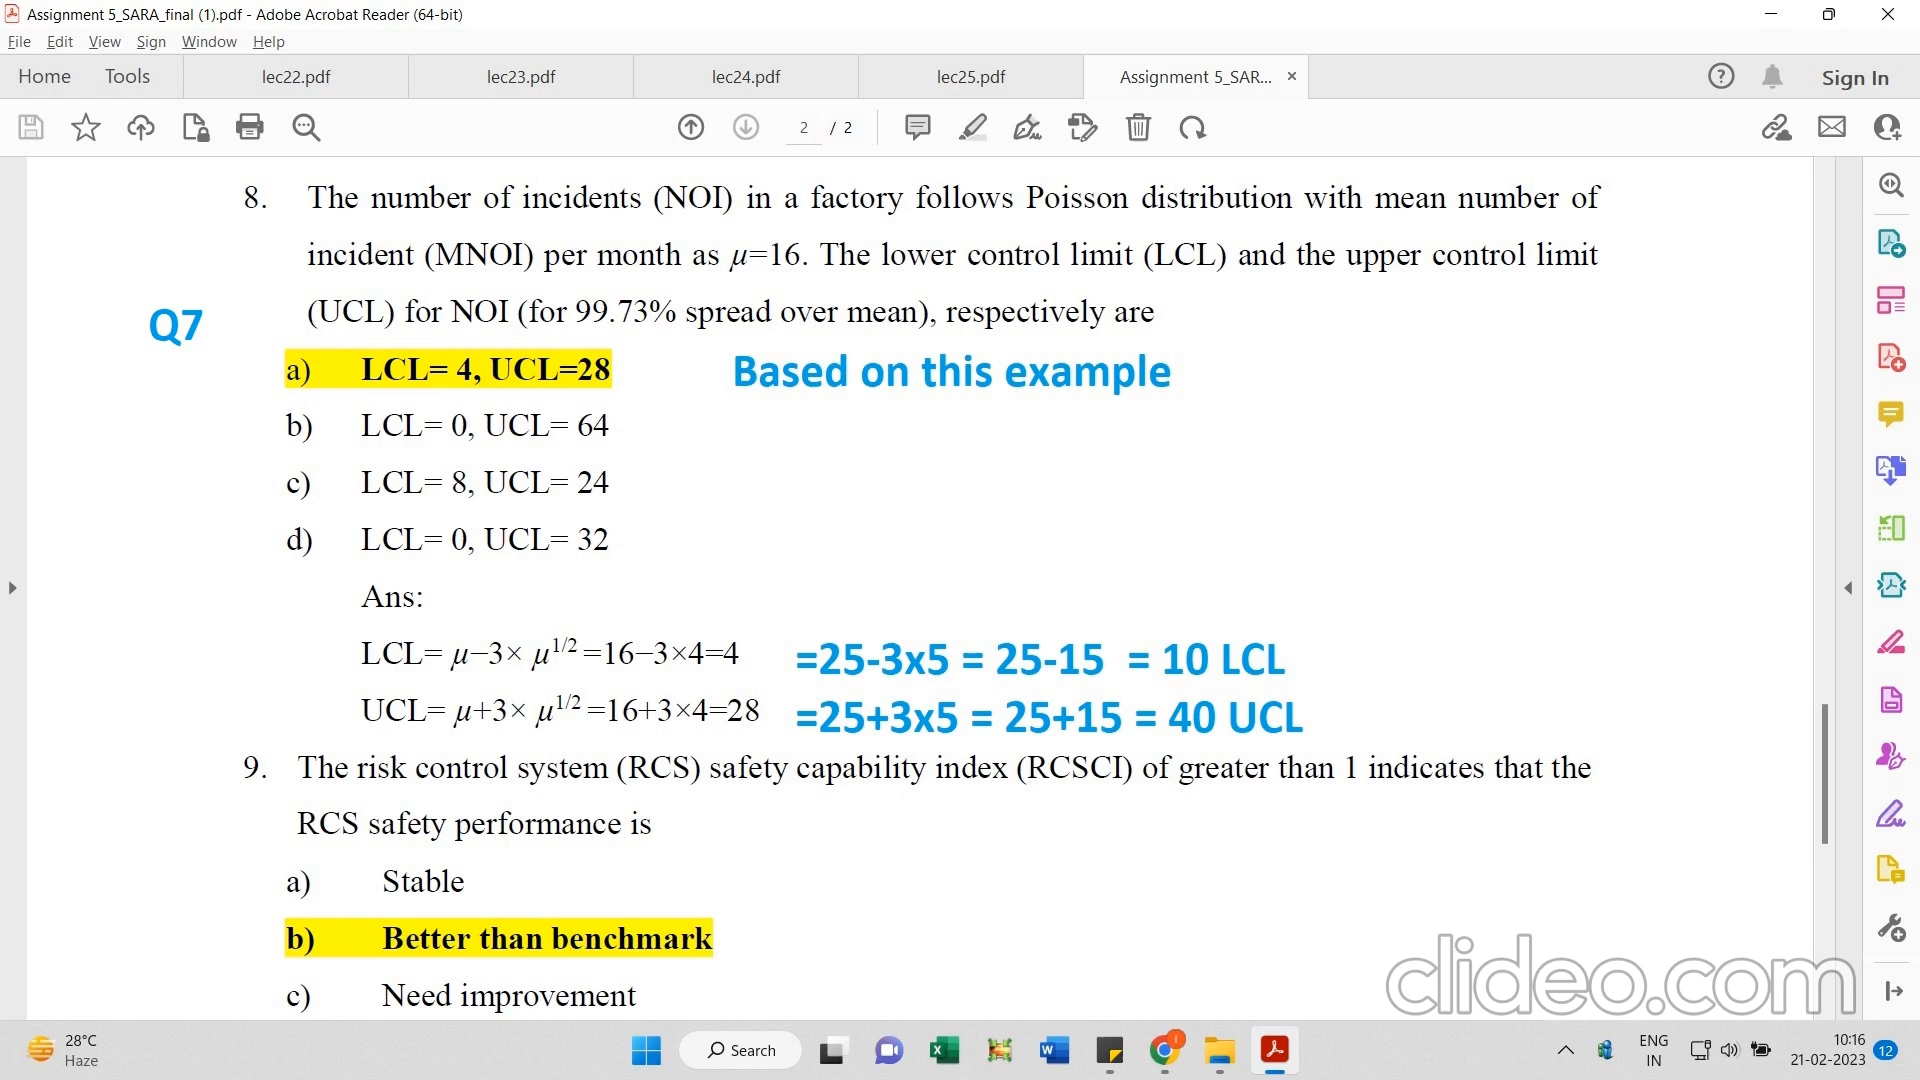 Assignment 5_SARA_final (1).pdf - Adobe Acrobat Reader (64-bit)
File Edit View Sign Window Help
Home Tools lec22.pdf lec23.pdf lec24.pdf lec25.pdf Assignment 5_SAR... × Sign In
2 / 2
8. The number of incidents (NOI) in a factory follows Poisson distribution with mean number of
incident (MNOI) per month as μ=16. The lower control limit (LCL) and the upper control limit
(UCL) for NOI (for 99.73% spread over mean), respectively are
Q7
a) LCL= 4, UCL=28 Based on this example
b) LCL= 0, UCL= 64
c) LCL= 8, UCL= 24
d) LCL= 0, UCL= 32
Ans:
LCL= μ−3× μ^1/2 =16−3×4=4 =25-3x5 = 25-15 = 10 LCL
UCL= μ+3× μ^1/2 =16+3×4=28 =25+3x5 = 25+15 = 40 UCL
9. The risk control system (RCS) safety capability index (RCSCI) of greater than 1 indicates that the
RCS safety performance is
a) Stable
b) Better than benchmark
c) Need improvement
clideo.com
28°C
Haze
Search
ENG
IN
10:16
21-02-2023
12